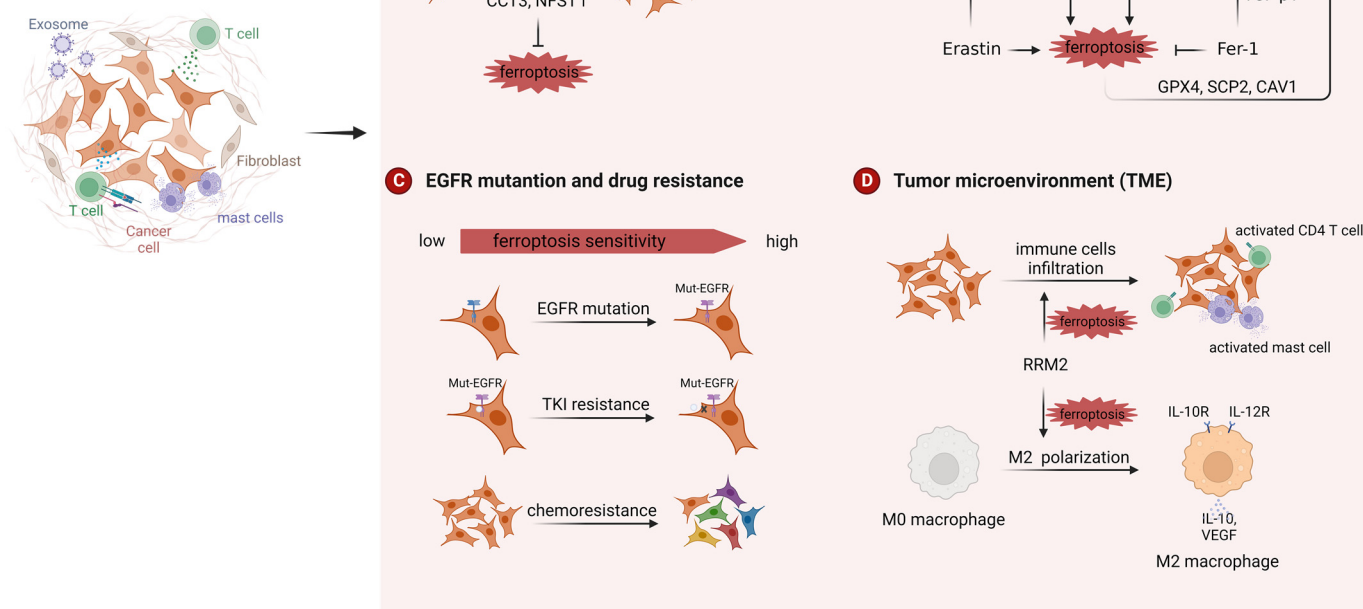 Exosome
T cell
Fibroblast
T cell
mast cells
Cancer
cell
ferroptosis
Erastin
ferroptosis
Fer-1
GPX4, SCP2, CAV1
C EGFR mutantion and drug resistance
low
ferroptosis sensitivity
high
EGFR mutation
Mut-EGFR
Mut-EGFR
TKI resistance
Mut-EGFR
chemoresistance
D Tumor microenvironment (TME)
immune cells
infiltration
activated CD4 T cell
ferroptosis
activated mast cell
RRM2
ferroptosis
IL-10R
IL-12R
M2 polarization
M0 macrophage
IL-10,
VEGF
M2 macrophage